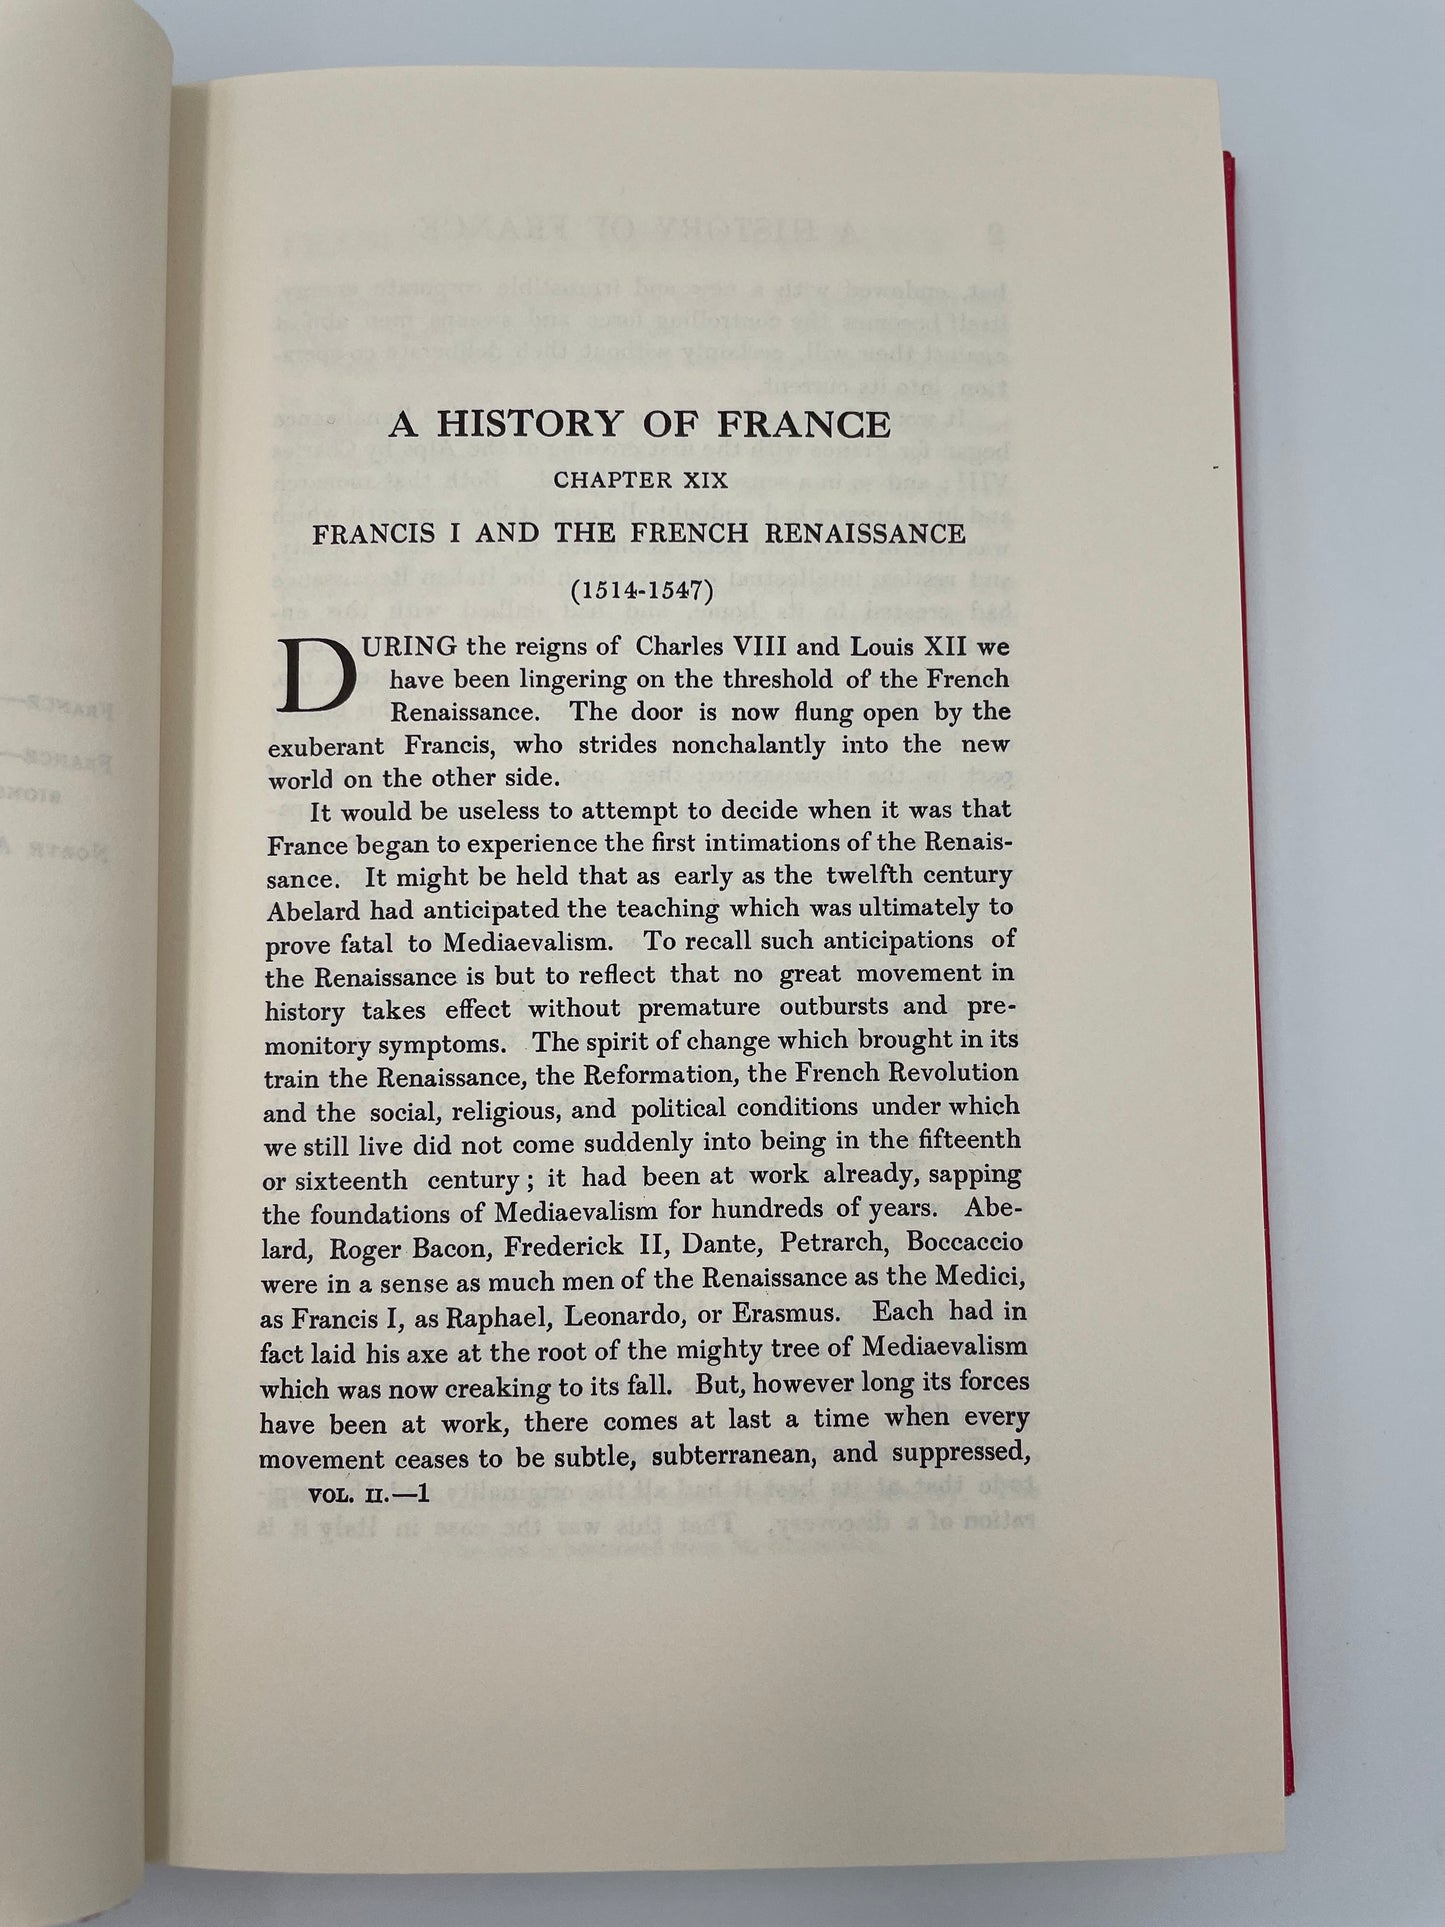 A HISTORY OF FRANCE
CHAPTER XIX
FRANCIS I AND THE FRENCH RENAISSANCE
(1514-1547)
DURING the reigns of Charles VIII and Louis XII we
have been lingering on the threshold of the French
Renaissance. The door is now flung open by the
exuberant Francis, who strides nonchalantly into the new
world on the other side.
It would be useless to attempt to decide when it was that
France began to experience the first intimations of the Renais-
sance. It might be held that as early as the twelfth century
Abelard had anticipated the teaching which was ultimately to
prove fatal to Mediaevalism. To recall such anticipations of
the Renaissance is but to reflect that no great movement in
history takes effect without premature outbursts and pre-
monitory symptoms. The spirit of change which brought in its
train the Renaissance, the Reformation, the French Revolution
and the social, religious, and political conditions under which
we still live did not come suddenly into being in the fifteenth
or sixteenth century; it had been at work already, sapping
the foundations of Mediaevalism for hundreds of years. Abe-
lard, Roger Bacon, Frederick II, Dante, Petrarch, Boccaccio
were in a sense as much men of the Renaissance as the Medici,
as Francis I, as Raphael, Leonardo, or Erasmus. Each had in
fact laid his axe at the root of the mighty tree of Mediaevalism
which was now creaking to its fall. But, however long its forces
have been at work, there comes at last a time when every
movement ceases to be subtle, subterranean, and suppressed,
VOL. II.—1